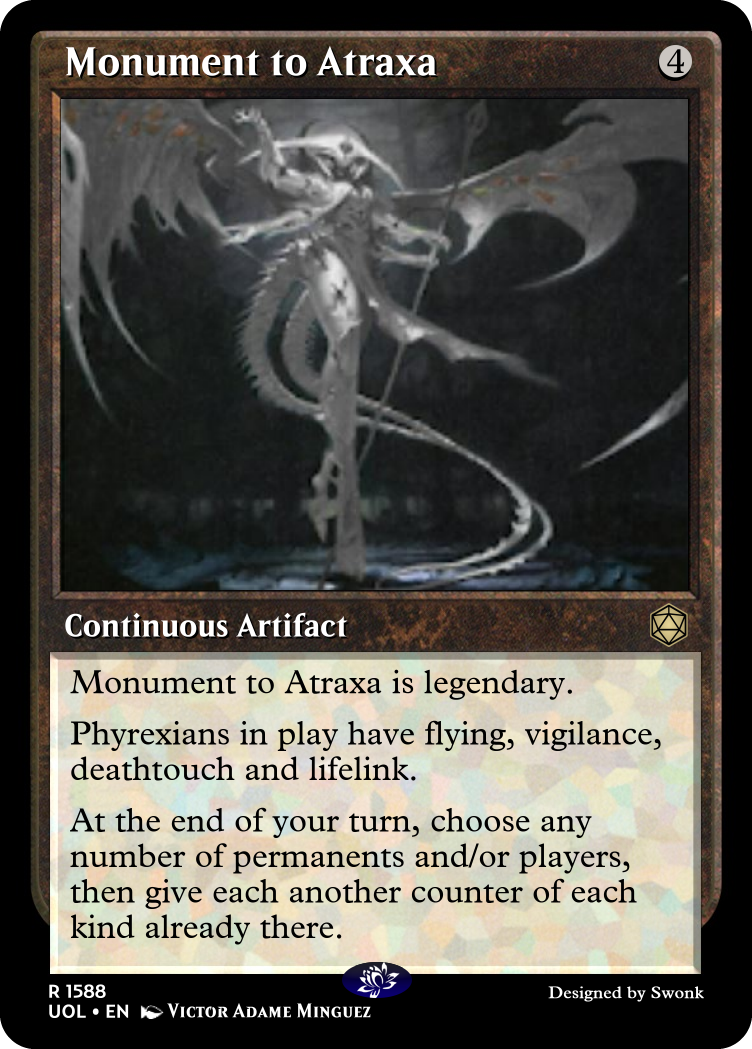 Monument to Atraxa
4
Continuous Artifact
Monument to Atraxa is legendary.
Phyrexians in play have flying, vigilance,
deathtouch and lifelink.
At the end of your turn, choose any
number of permanents and/or players,
then give each another counter of each
kind already there.
R 1588
Designed by Swonk
UOL • EN VICTOR ADAME MINGUEZ